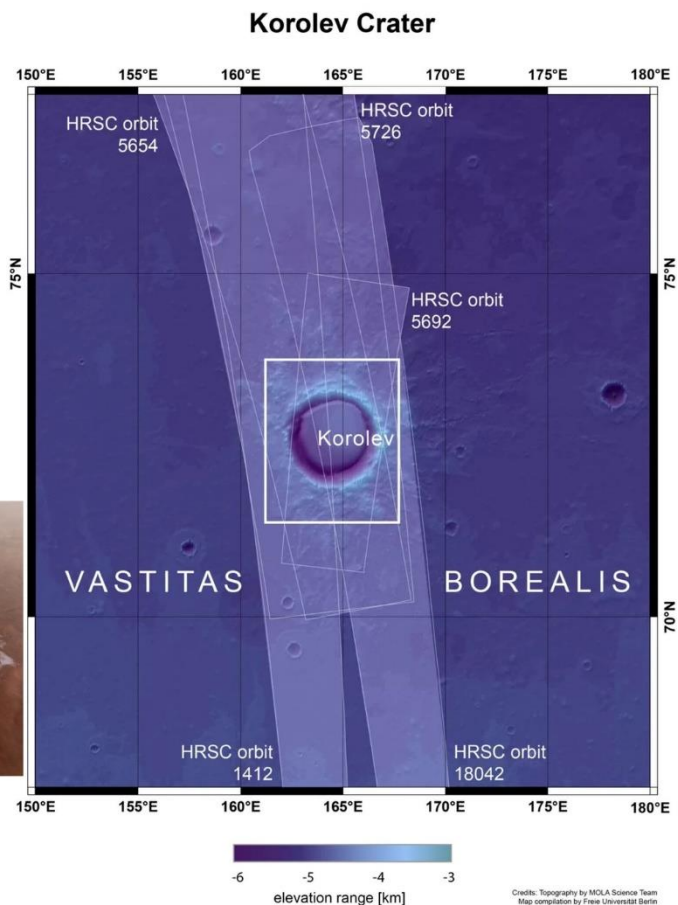 Korolev Crater
150°E 155°E 160°E 165°E 170°E 175°E 180°E
HRSC orbit
5654
HRSC orbit
5726
75°N 75°N
HRSC orbit
5692
Korolev
VASTITAS BOREALIS
70°N
HRSC orbit
1412
HRSC orbit
18042
150°E 155°E 160°E 165°E 170°E 175°E 180°E
-6 -5 -4 -3
elevation range [km]
Credits: Topography by MOLA Science Team
Map compilation by Freie Universität Berlin